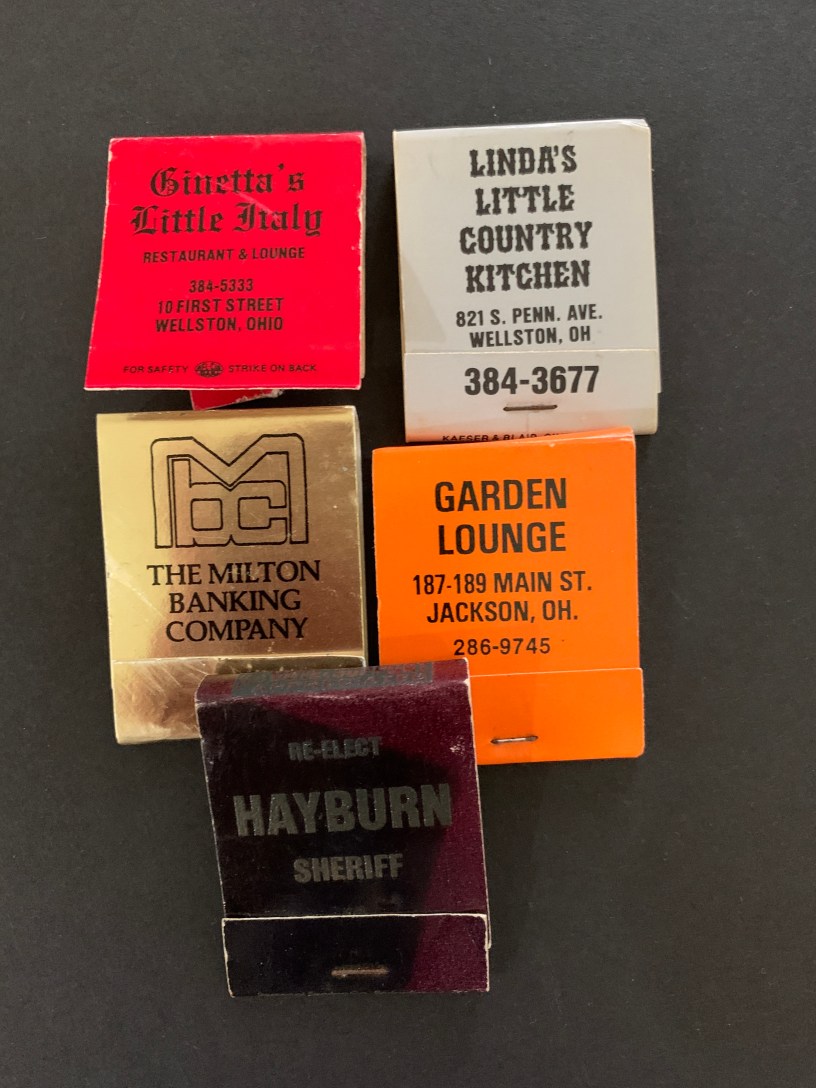 Ginetta's
Little Italy
RESTAURANT & LOUNGE
384-5333
10 FIRST STREET
WELLSTON, OHIO
FOR SAFETY STRIKE ON BACK
LINDA'S
LITTLE
COUNTRY
KITCHEN
821 S. PENN. AVE.
WELLSTON, OH
384-3677
KAESER & BLAIR
mbc
THE MILTON
BANKING
COMPANY
GARDEN
LOUNGE
187-189 MAIN ST.
JACKSON, OH.
286-9745
RE-ELECT
HAYBURN
SHERIFF